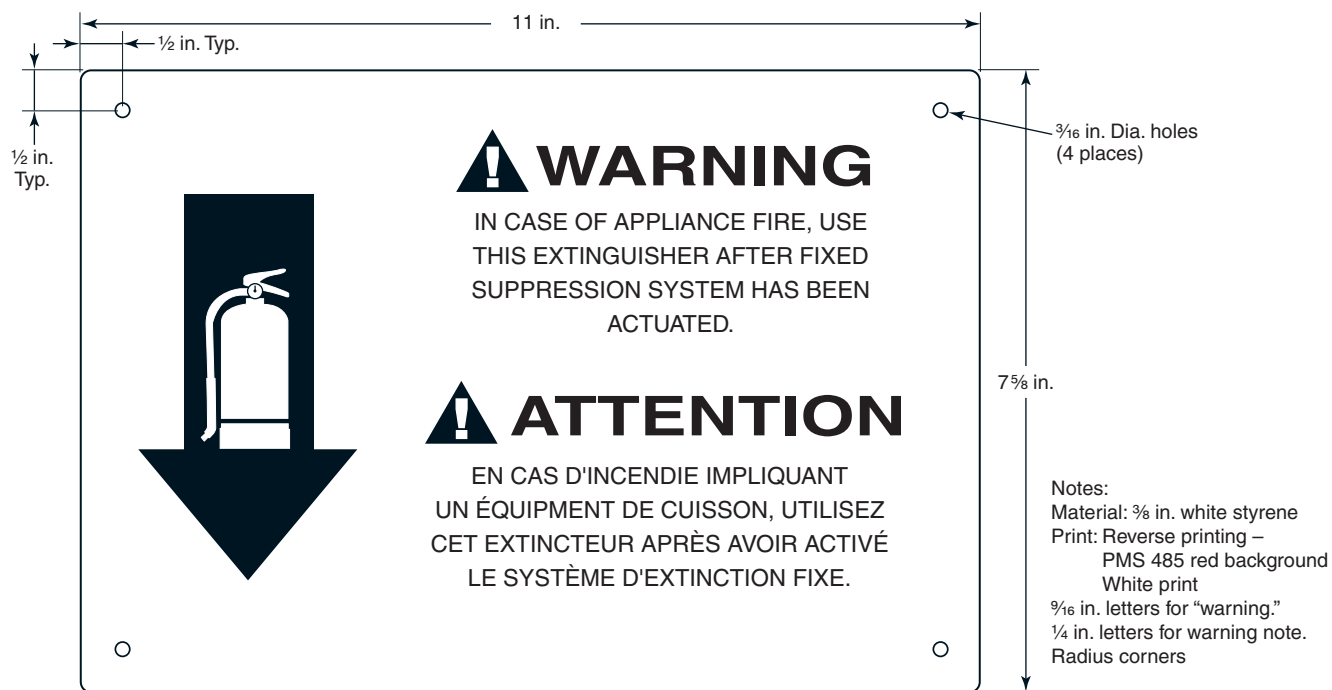 11 in.
½ in. Typ.
½ in.
Typ.
³⁄₁₆ in. Dia. holes
(4 places)
WARNING
IN CASE OF APPLIANCE FIRE, USE
THIS EXTINGUISHER AFTER FIXED
SUPPRESSION SYSTEM HAS BEEN
ACTUATED.
7⅝ in.
ATTENTION
EN CAS D'INCENDIE IMPLIQUANT
UN ÉQUIPMENT DE CUISSON, UTILISEZ
CET EXTINCTEUR APRÈS AVOIR ACTIVÉ
LE SYSTÈME D'EXTINCTION FIXE.
Notes:
Material: ⅜ in. white styrene
Print: Reverse printing –
PMS 485 red background
White print
⁹⁄₁₆ in. letters for “warning.”
¼ in. letters for warning note.
Radius corners